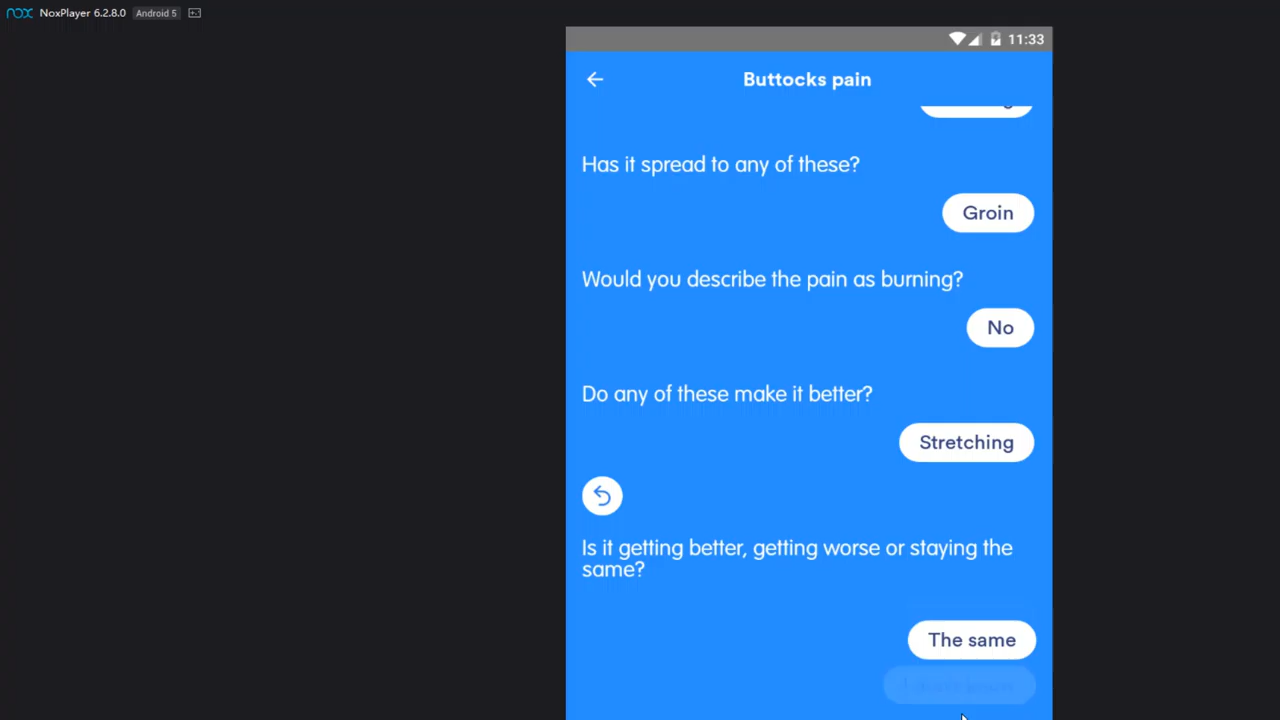 nox NoxPlayer 6.2.8.0 Android 5
11:33
Buttocks pain
Has it spread to any of these?
Groin
Would you describe the pain as burning?
No
Do any of these make it better?
Stretching
Is it getting better, getting worse or staying the
same?
The same